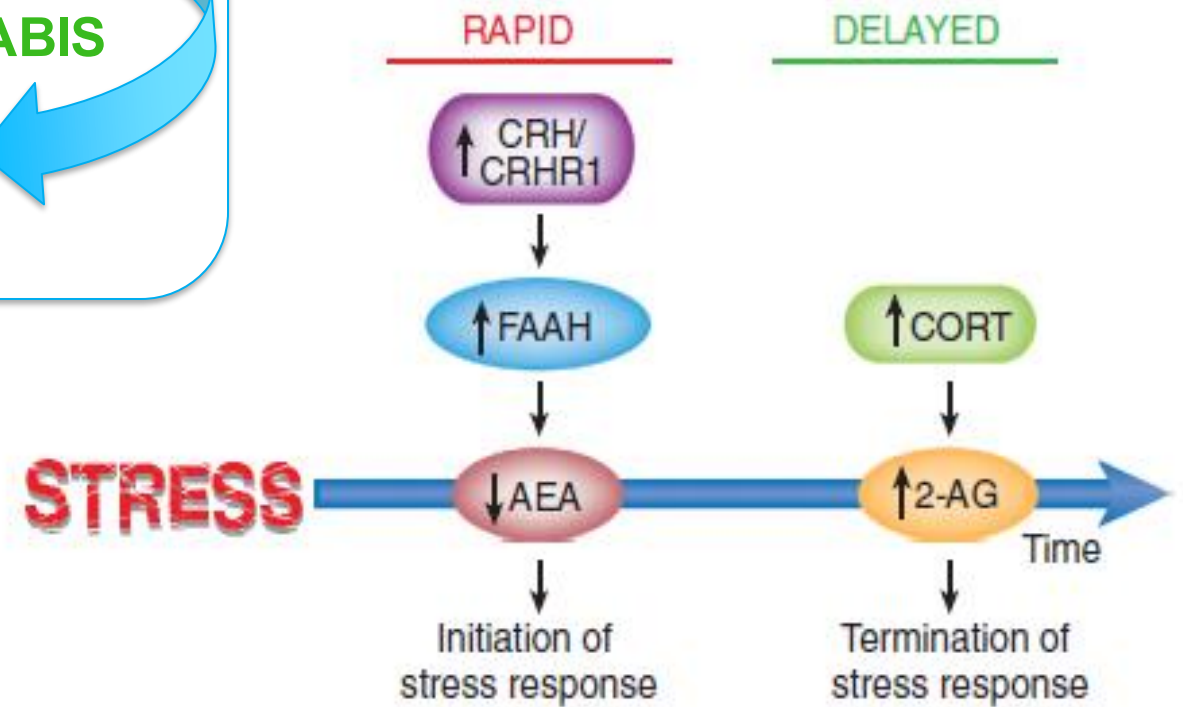 RAPID
DELAYED
↑ CRH/
CRHR1
↑ FAAH
↑ CORT
STRESS
↓ AEA
↑ 2-AG
Time
Initiation of
stress response
Termination of
stress response